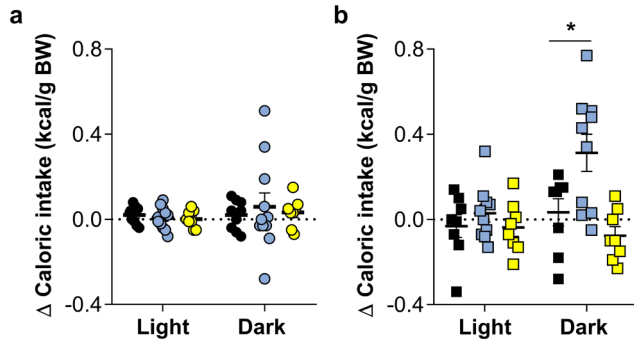 a
Δ Caloric intake (kcal/g BW)
0.8
0.4
0.0
-0.4
Light Dark
b
Δ Caloric intake (kcal/g BW)
0.8
0.4
0.0
-0.4
*
Light Dark